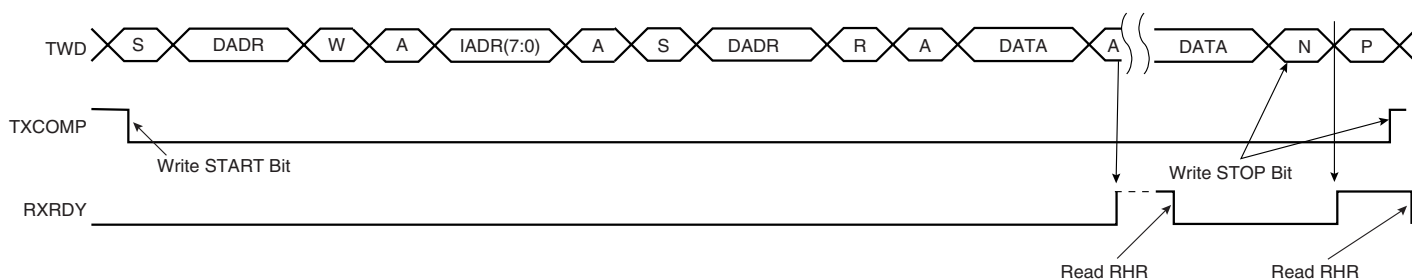 TWD S DADR W A IADR(7:0) A S DADR R A DATA A DATA N P
TXCOMP
Write START Bit
Write STOP Bit
RXRDY
Read RHR
Read RHR